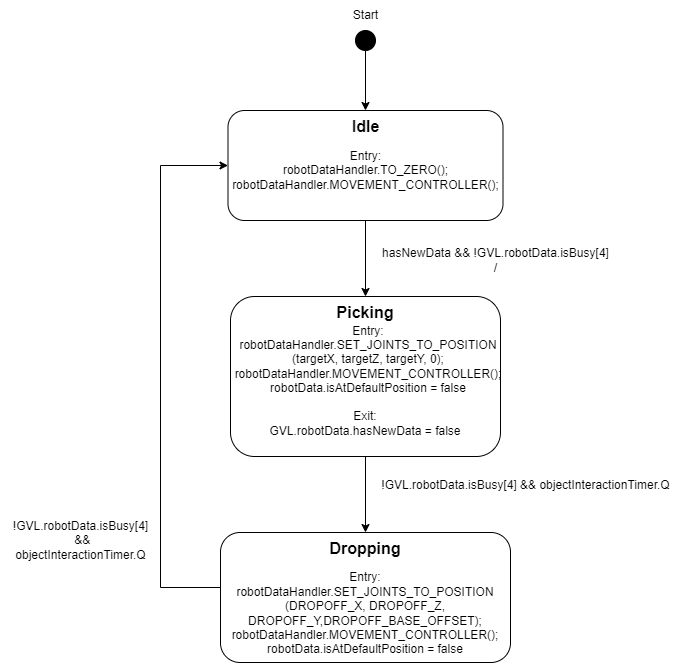 Start
Idle
Entry:
robotDataHandler.TO_ZERO();
robotDataHandler.MOVEMENT_CONTROLLER();
hasNewData && !GVL.robotData.isBusy[4]
/
Picking
Entry:
robotDataHandler.SET_JOINTS_TO_POSITION
(targetX, targetZ, targetY, 0);
robotDataHandler.MOVEMENT_CONTROLLER();
robotData.isAtDefaultPosition = false
Exit:
GVL.robotData.hasNewData = false
!GVL.robotData.isBusy[4] && objectInteractionTimer.Q
!GVL.robotData.isBusy[4]
&&
objectInteractionTimer.Q
Dropping
Entry:
robotDataHandler.SET_JOINTS_TO_POSITION
(DROPOFF_X, DROPOFF_Z,
DROPOFF_Y,DROPOFF_BASE_OFFSET);
robotDataHandler.MOVEMENT_CONTROLLER();
robotData.isAtDefaultPosition = false